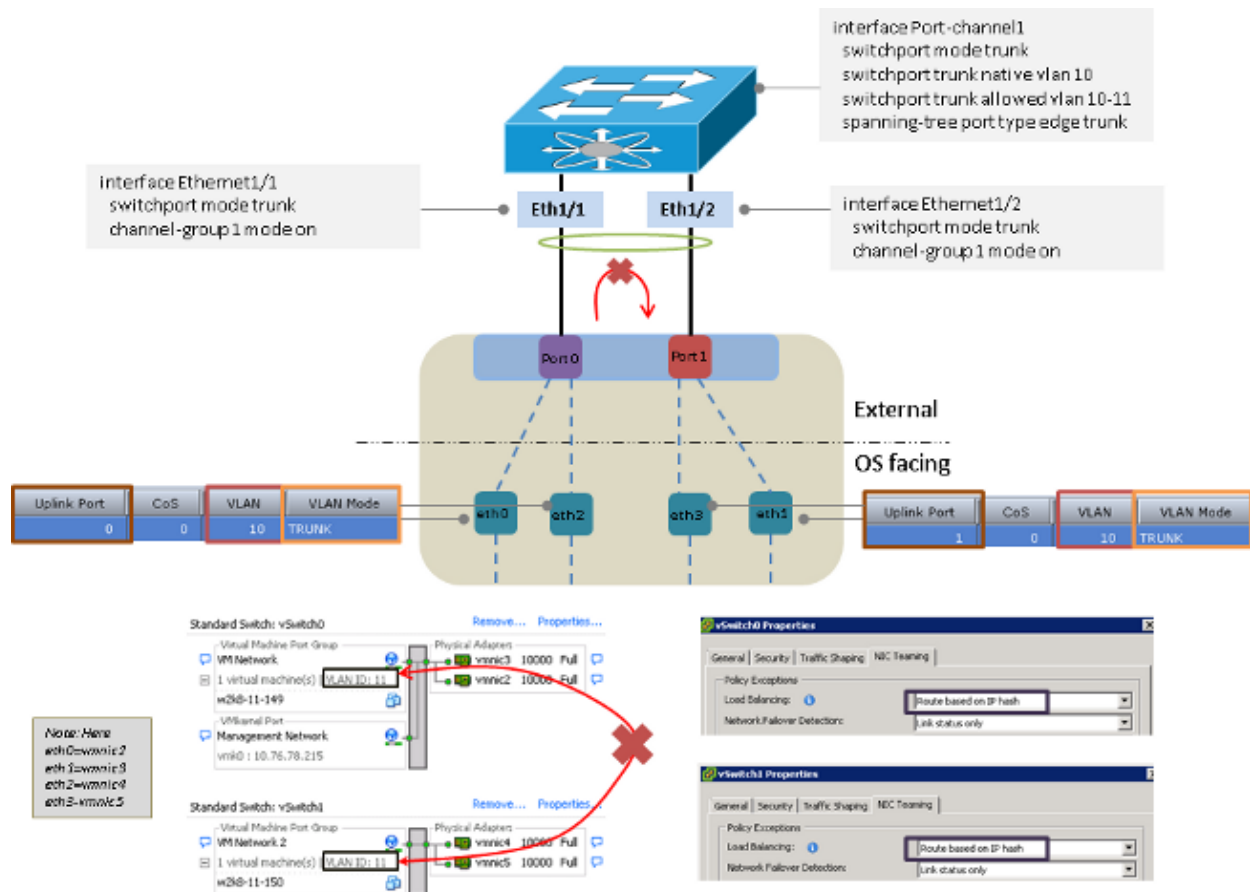 interface Port-channel1
switchport mode trunk
switchport trunk native vlan 10
switchport trunk allowed vlan 10-11
spanning-tree port type edge trunk
interface Ethernet1/1
switchport mode trunk
channel-group 1 mode on
Eth1/1
Eth1/2
interface Ethernet1/2
switchport mode trunk
channel-group 1 mode on
Port0
Port1
External
OS facing
Uplink Port CoS VLAN VLAN Mode
0 0 10 TRUNK
eth0
eth2
eth3
eth1
Uplink Port CoS VLAN VLAN Mode
1 0 10 TRUNK
Standard Switch: vSwitch0 Remove... Properties...
Virtual Machine Port Group Physical Adapters
VM Network vmnic3 10000 Full
1 virtual machine(s) | VLAN ID: 11 vmnic2 10000 Full
w2k8-11-149
VMkernel Port
Management Network
vmk0 : 10.76.78.215
Note: Here
eth0=vmnic2
eth1=vmnic3
eth2=vmnic4
eth3=vmnic5
Standard Switch: vSwitch1 Remove... Properties...
Virtual Machine Port Group Physical Adapters
VM Network 2 vmnic4 10000 Full
1 virtual machine(s) | VLAN ID: 11 vmnic5 10000 Full
w2k8-11-150
vSwitch0 Properties
General Security Traffic Shaping NIC Teaming
Policy Exceptions
Load Balancing: Route based on IP hash
Network Failover Detection: Link status only
vSwitch1 Properties
General Security Traffic Shaping NIC Teaming
Policy Exceptions
Load Balancing: Route based on IP hash
Network Failover Detection: Link status only